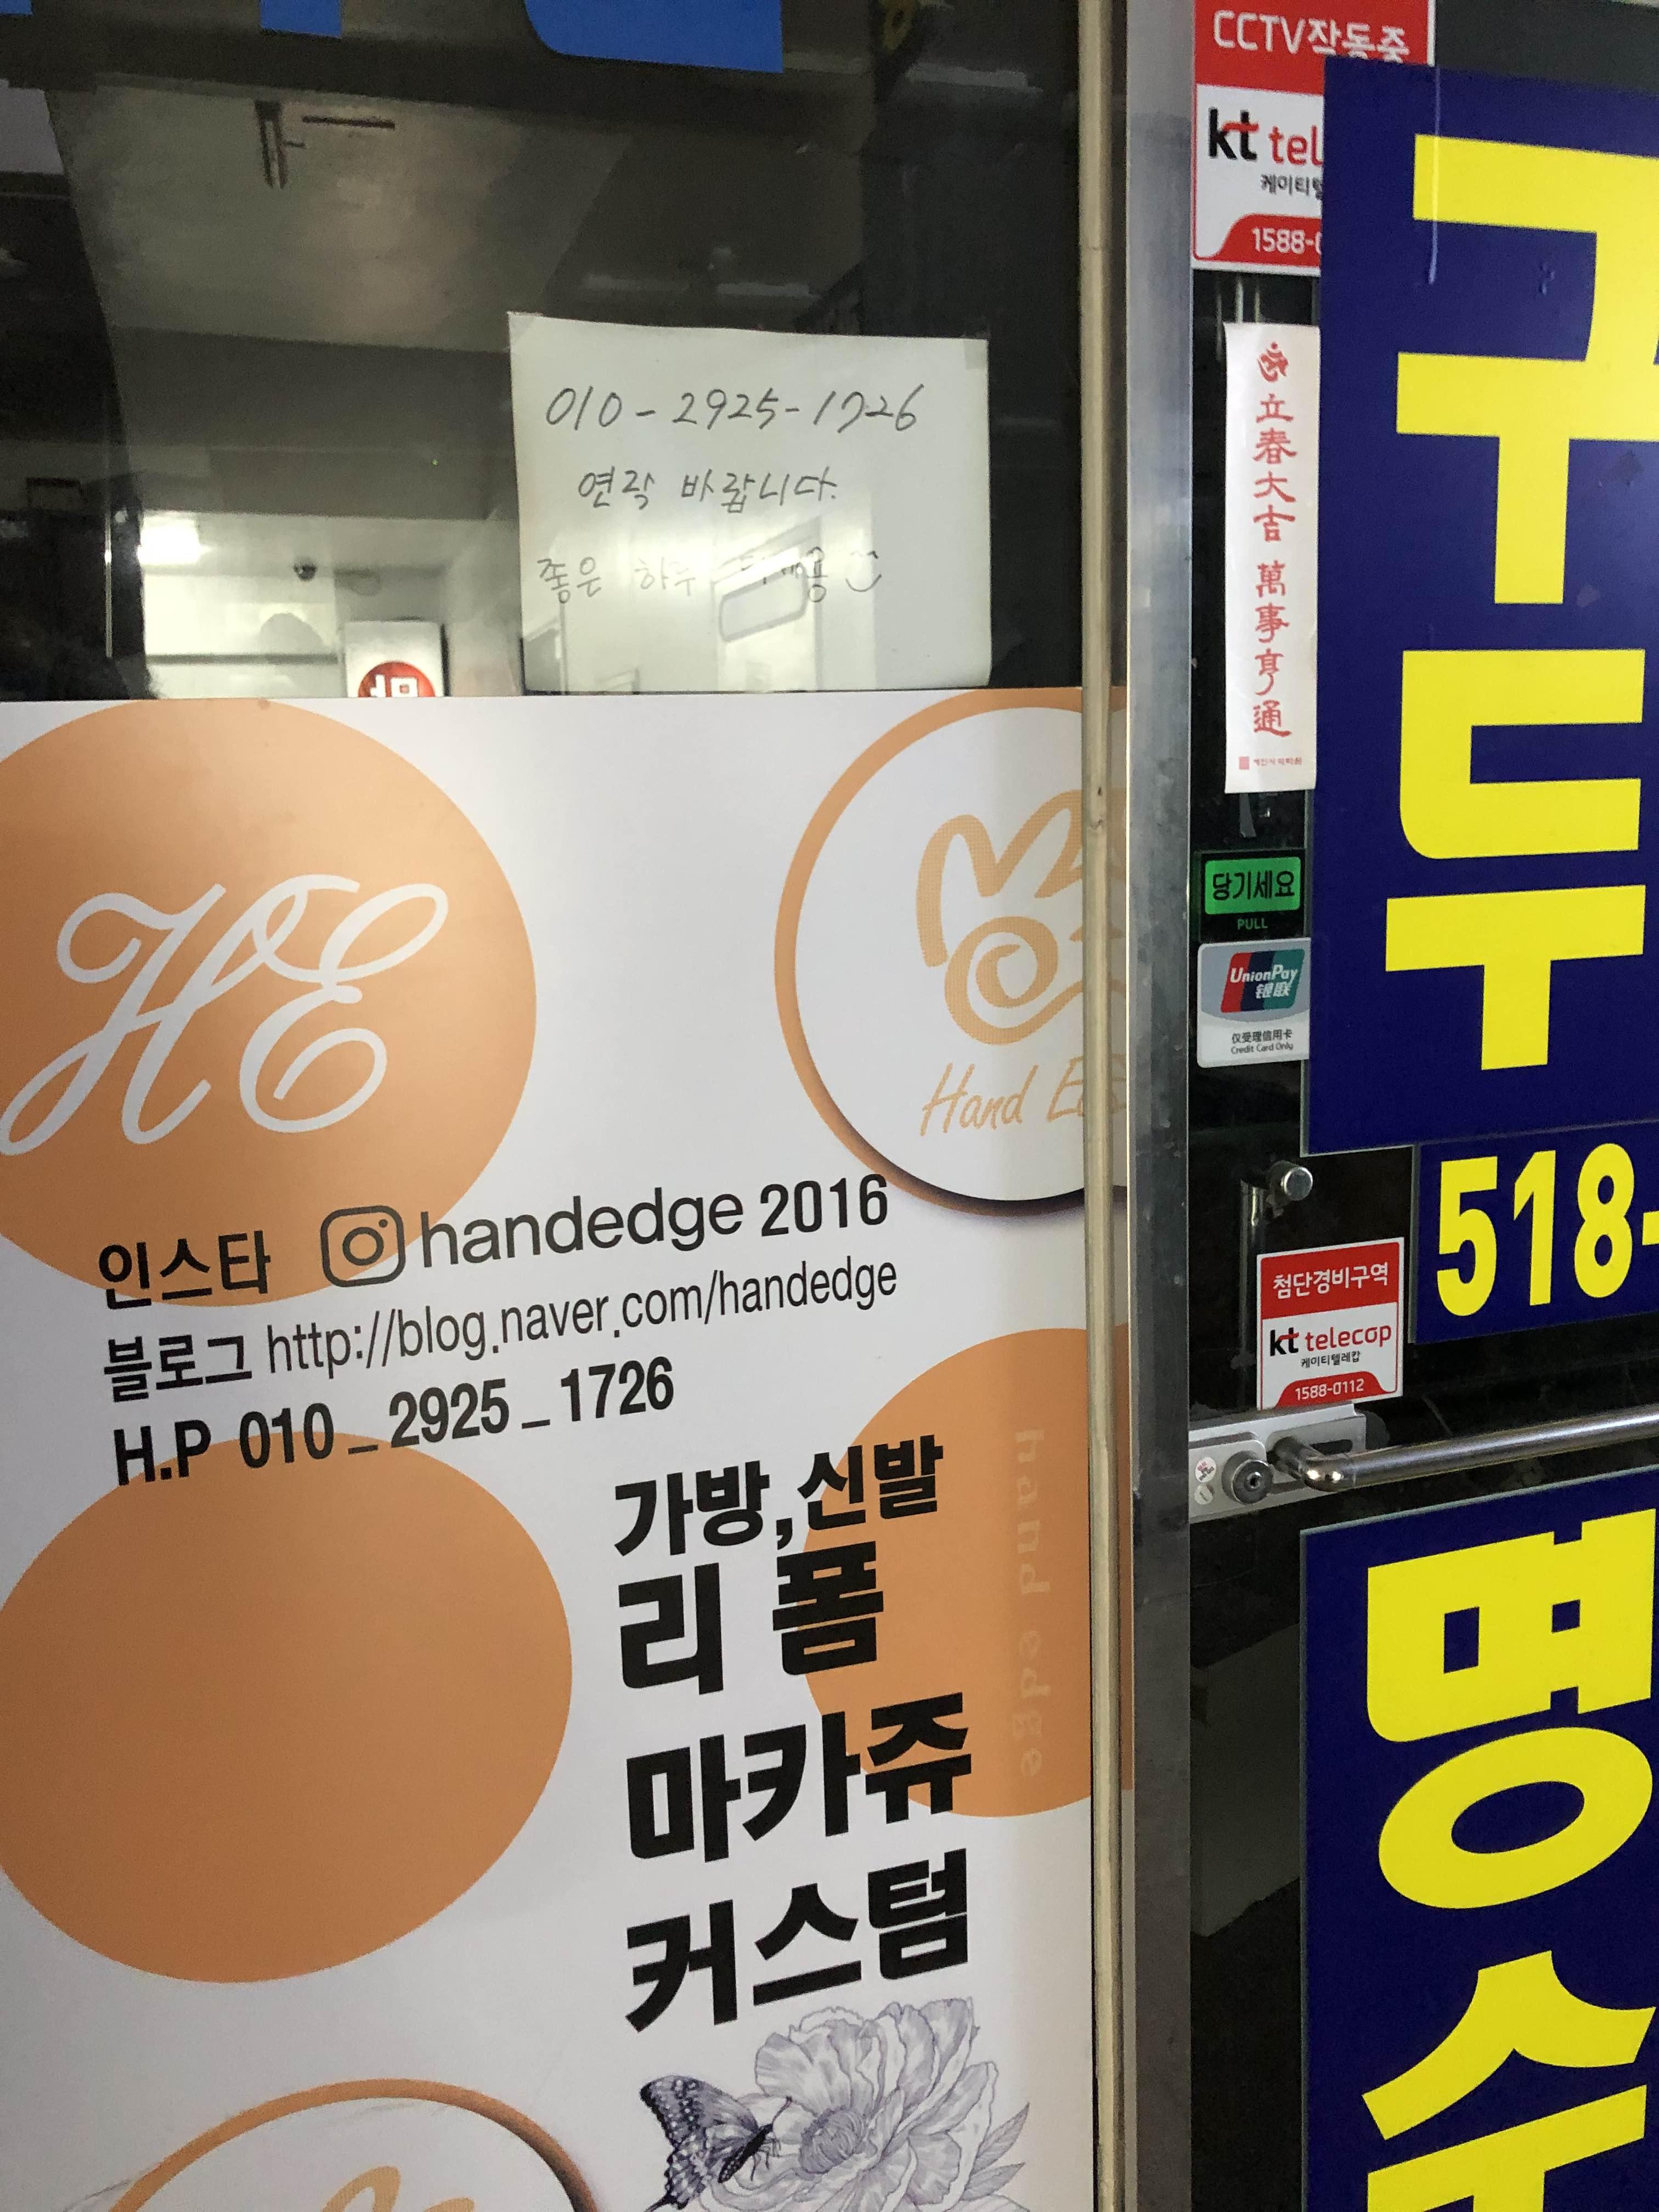 010-2925-1726
연락 바랍니다.
좋은 하루
HE
Hand
인스타 handedge 2016
블로그 http://blog.naver.com/handedge
H.P 010_2925_1726
가방,신발
리폼
마카쥬
커스텀
hand edge
CCTV작동중
kt tel
케이티텔
1588-0
立春大吉 萬事亨通
당기세요
PULL
UnionPay
银联
仅受理信用卡
Credit Card Only
구두
518-
첨단경비구역
kt telecop
케이티텔레캅
1588-0112
명